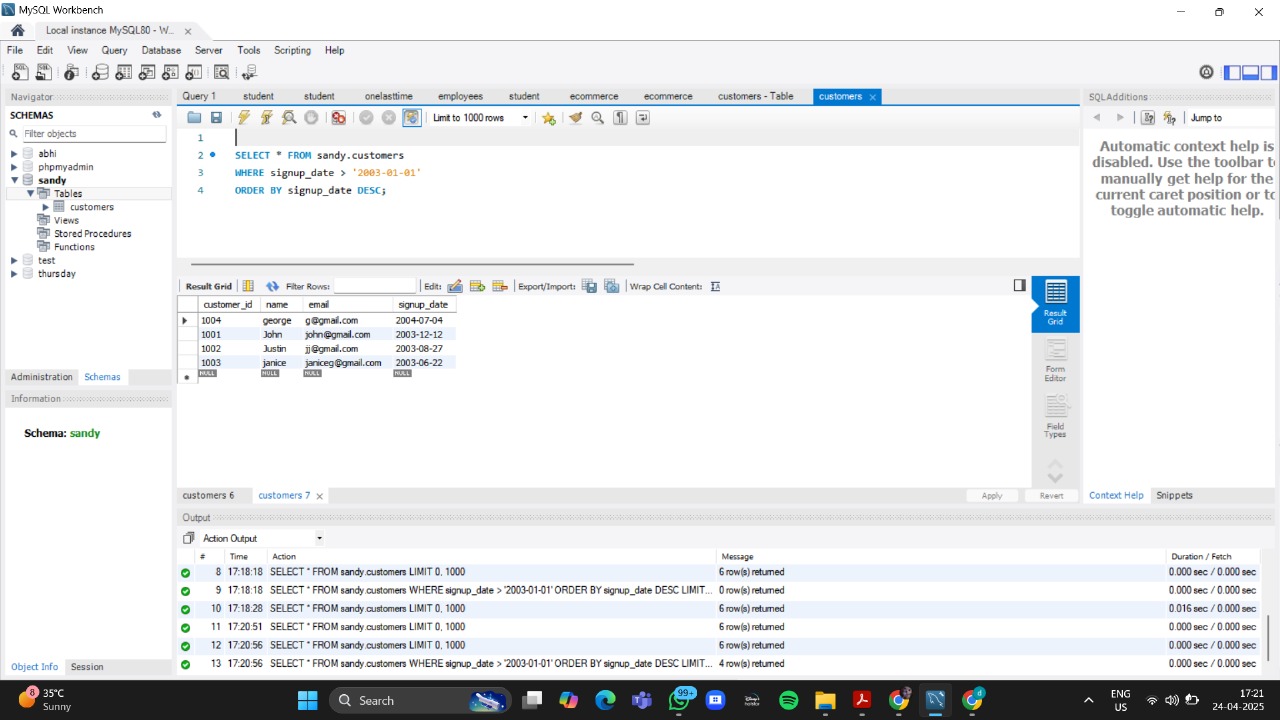 MySQL Workbench
Local instance MySQL80 - W...
File Edit View Query Database Server Tools Scripting Help
Navigator
SCHEMAS
Filter objects
abhi
phpmyadmin
sandy
Tables
customers
Views
Stored Procedures
Functions
test
thursday
Administration Schemas
Information
Schema: sandy
Object Info Session
Query 1 student student onelasttime employees student ecommerce ecommerce customers - Table customers
Limit to 1000 rows
1
2 SELECT * FROM sandy.customers
3 WHERE signup_date > '2003-01-01'
4 ORDER BY signup_date DESC;
Result Grid Filter Rows: Edit: Export/Import: Wrap Cell Content:
customer_id name email signup_date
1004 george g@gmail.com 2004-07-04
1001 John john@gmail.com 2003-12-12
1002 Justin jj@gmail.com 2003-08-27
1003 janice janiceg@gmail.com 2003-06-22
NULL NULL NULL NULL
Result
Grid
Form
Editor
Field
Types
customers 6 customers 7 Apply Revert
SQLAdditions
Jump to
Automatic context help is
disabled. Use the toolbar t
manually get help for the
current caret position or to
toggle automatic help.
Context Help Snippets
Output
Action Output
# Time Action Message Duration / Fetch
8 17:18:18 SELECT * FROM sandy.customers LIMIT 0, 1000 6 row(s) returned 0.000 sec / 0.000 sec
9 17:18:18 SELECT * FROM sandy.customers WHERE signup_date > '2003-01-01' ORDER BY signup_date DESC LIMIT... 0 row(s) returned 0.000 sec / 0.000 sec
10 17:18:28 SELECT * FROM sandy.customers LIMIT 0, 1000 6 row(s) returned 0.016 sec / 0.000 sec
11 17:20:51 SELECT * FROM sandy.customers LIMIT 0, 1000 6 row(s) returned 0.000 sec / 0.000 sec
12 17:20:56 SELECT * FROM sandy.customers LIMIT 0, 1000 6 row(s) returned 0.000 sec / 0.000 sec
13 17:20:56 SELECT * FROM sandy.customers WHERE signup_date > '2003-01-01' ORDER BY signup_date DESC LIMIT... 4 row(s) returned 0.000 sec / 0.000 sec
8
35°C
Sunny
Search
99+
ENG
US
17:21
24-04-2025